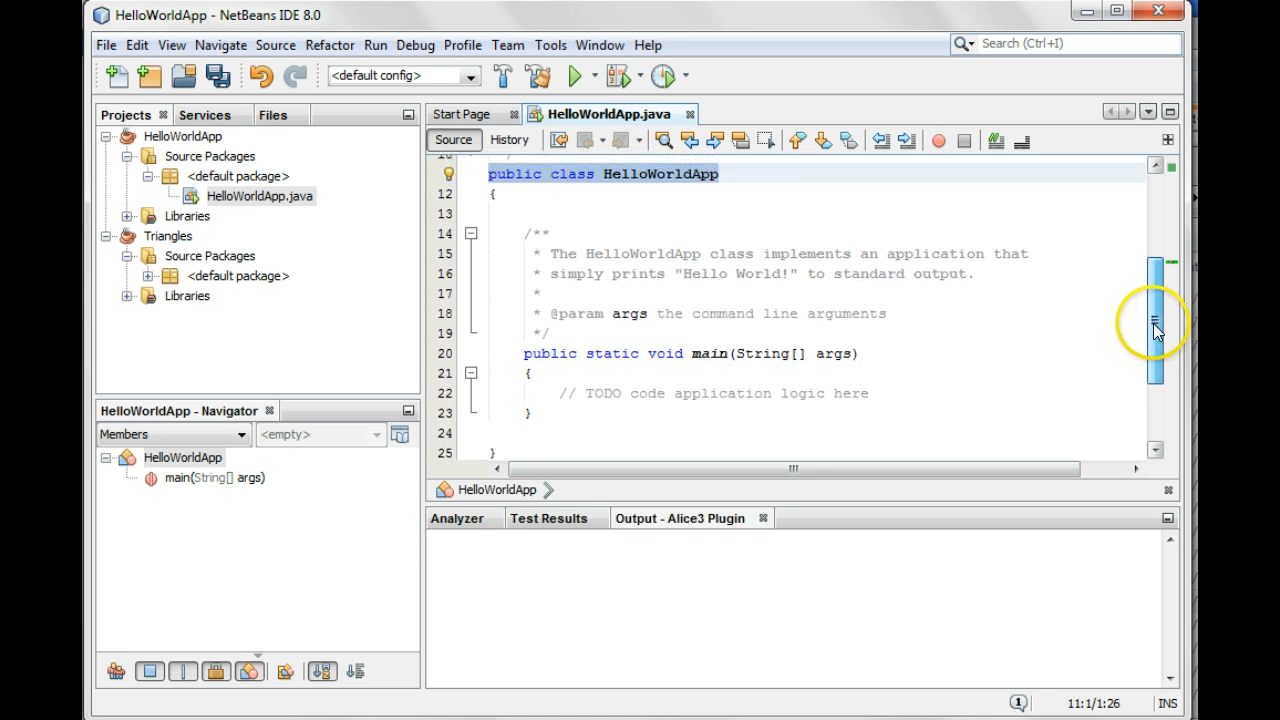 HelloWorldApp - NetBeans IDE 8.0
File Edit View Navigate Source Refactor Run Debug Profile Team Tools Window Help
Search (Ctrl+I)
<default config>
Projects Services Files
HelloWorldApp
Source Packages
<default package>
HelloWorldApp.java
Libraries
Triangles
Source Packages
<default package>
Libraries
HelloWorldApp - Navigator
Members <empty>
HelloWorldApp
main(String[] args)
Start Page HelloWorldApp.java
Source History
public class HelloWorldApp
12 {
13
14 /**
15 * The HelloWorldApp class implements an application that
16 * simply prints "Hello World!" to standard output.
17 *
18 * @param args the command line arguments
19 */
20 public static void main(String[] args)
21 {
22 // TODO code application logic here
23 }
24
25 }
HelloWorldApp
Analyzer Test Results Output - Alice3 Plugin
1 11:1/1:26 INS